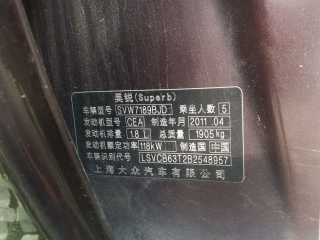 昊锐(Superb)
车辆型号 SVW7189BJD 乘坐人数 5
发动机型号 CEA 制造年月 2011.04
发动机排量 1.8L 总质量 1905kg
发动机额定功率 118kW 制造国 中国
车辆识别代号 LSVCB63T2B2548957
上海大众汽车有限公司